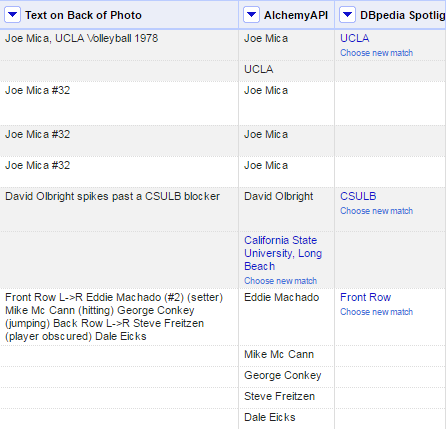 Text on Back of Photo AlchemyAPI DBpedia Spotlig
Joe Mica, UCLA Volleyball 1978 Joe Mica UCLA
Choose new match
UCLA
Joe Mica #32 Joe Mica
Joe Mica #32 Joe Mica
Joe Mica #32 Joe Mica
David Olbright spikes past a CSULB blocker David Olbright CSULB
Choose new match
California State
University, Long
Beach
Choose new match
Front Row L->R Eddie Machado (#2) (setter) Eddie Machado Front Row
Mike Mc Cann (hitting) George Conkey Choose new match
(jumping) Back Row L->R Steve Freitzen
(player obscured) Dale Eicks
Mike Mc Cann
George Conkey
Steve Freitzen
Dale Eicks